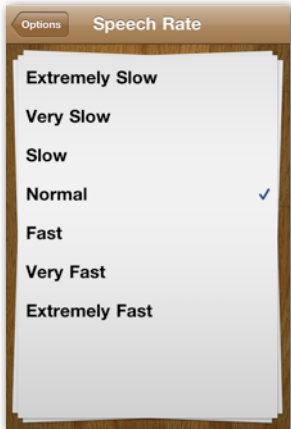 Options Speech Rate
Extremely Slow
Very Slow
Slow
Normal
Fast
Very Fast
Extremely Fast